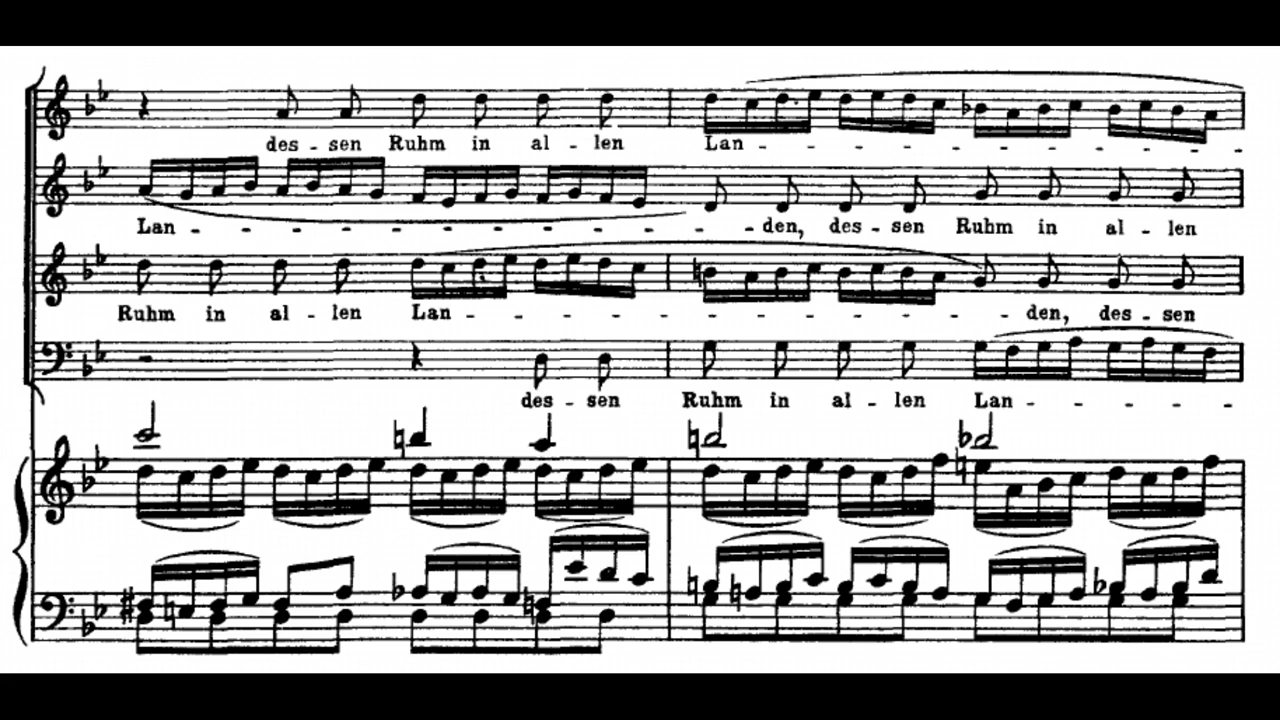 des - sen Ruhm in al - len Lan - - - - - - - - - -
Lan - - - - - - - - - - - den, des - sen Ruhm in al - len
Ruhm in al - len Lan - - - - - - - - - - - den, des - sen
des - sen Ruhm in al - len Lan - - - - - -